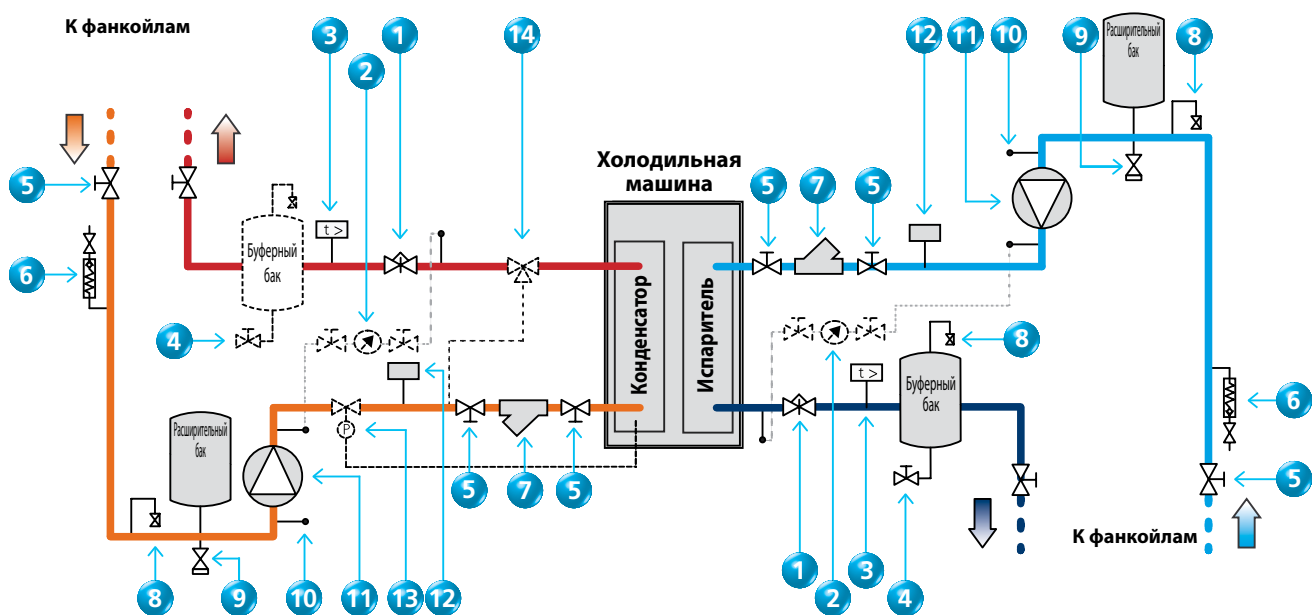 К фанкойлам
3
1
2
14
12
11
10
9
8
Расширительный
бак
Холодильная
машина
5
5
7
5
t >
Буферный
бак
6
4
Конденсатор
Испаритель
8
t >
Буферный
бак
12
6
Расширительный
бак
P
5
7
5
5
К фанкойлам
8
9
10
11
13
12
1
2
3
4